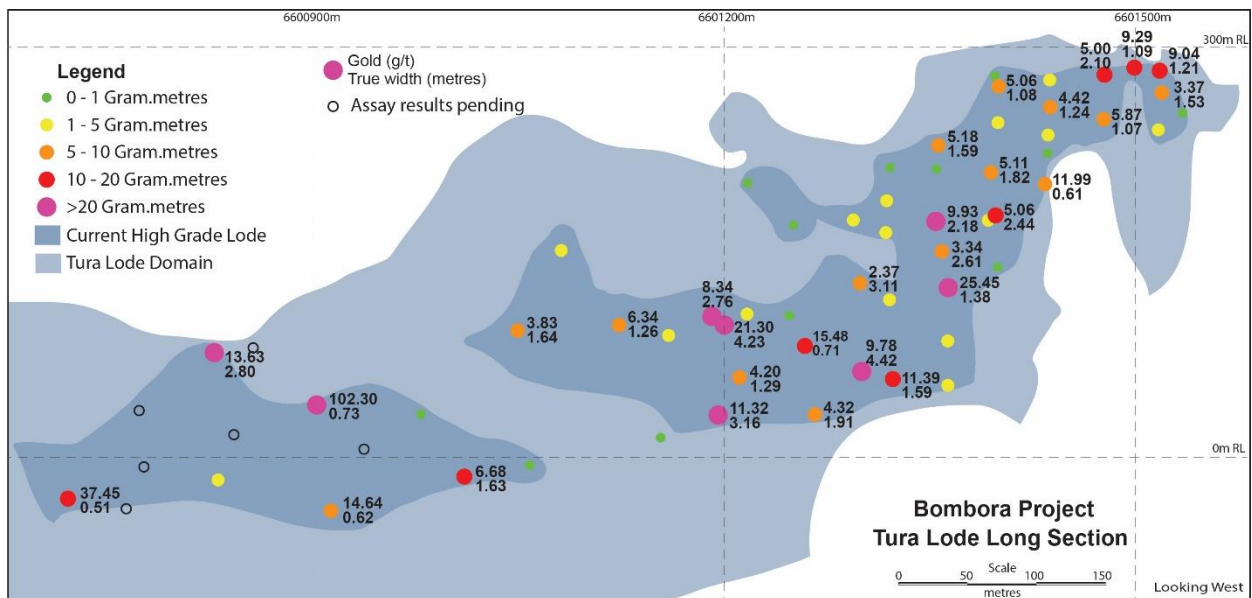 6600900m
6601200m
6601500m
300m RL
Legend
0 - 1 Gram.metres
1 - 5 Gram.metres
5 - 10 Gram.metres
10 - 20 Gram.metres
>20 Gram.metres
Current High Grade Lode
Tura Lode Domain
Gold (g/t)
True width (metres)
Assay results pending
5.00
2.10
9.29
1.09
9.04
1.21
3.37
1.53
5.06
1.08
4.42
1.24
5.87
1.07
5.18
1.59
5.11
1.82
11.99
0.61
9.93
2.18
5.06
2.44
3.34
2.61
2.37
3.11
25.45
1.38
8.34
2.76
21.30
4.23
3.83
1.64
6.34
1.26
15.48
0.71
9.78
4.42
11.39
1.59
4.20
1.29
11.32
3.16
4.32
1.91
13.63
2.80
102.30
0.73
0m RL
6.68
1.63
37.45
0.51
14.64
0.62
Bombora Project
Tura Lode Long Section
Scale
0 50 100 150
metres
Looking West